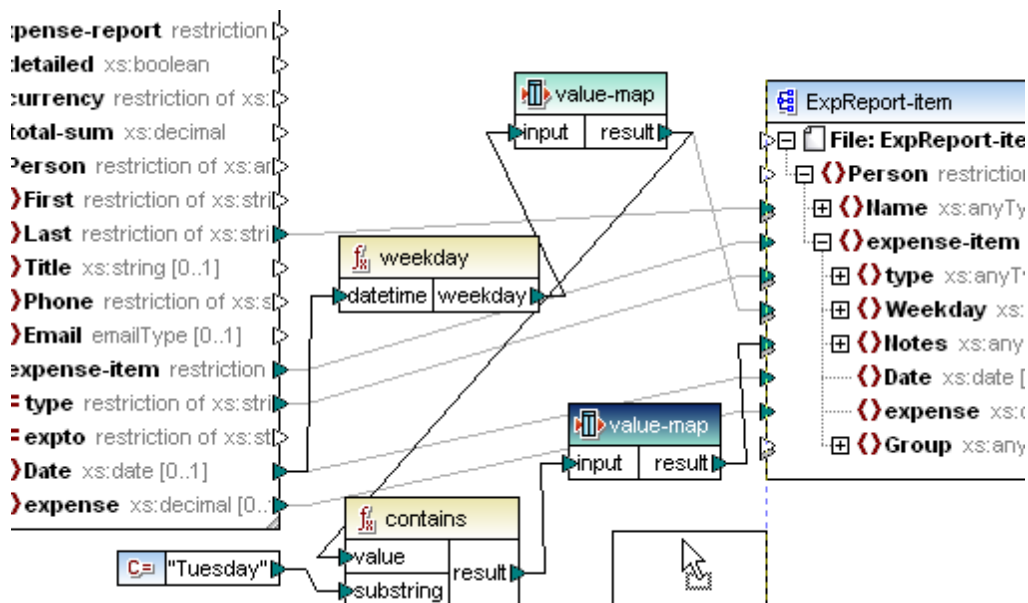 xpense-report restriction
detailed xs:boolean
currency restriction of xs:
total-sum xs:decimal
Person restriction of xs:ar
First restriction of xs:stri
Last restriction of xs:stri
Title xs:string [0..1]
Phone restriction of xs:s
Email emailType [0..1]
expense-item restriction
type restriction of xs:stri
expto restriction of xs:st
Date xs:date [0..1]
expense xs:decimal [0..
value-map
input result
weekday
datetime weekday
value-map
input result
contains
value
substring
result
C= "Tuesday"
ExpReport-item
File: ExpReport-ite
Person restriction
Name xs:anyTy
expense-item
type xs:anyT
Weekday xs:
Notes xs:any
Date xs:date [
expense xs:d
Group xs:any